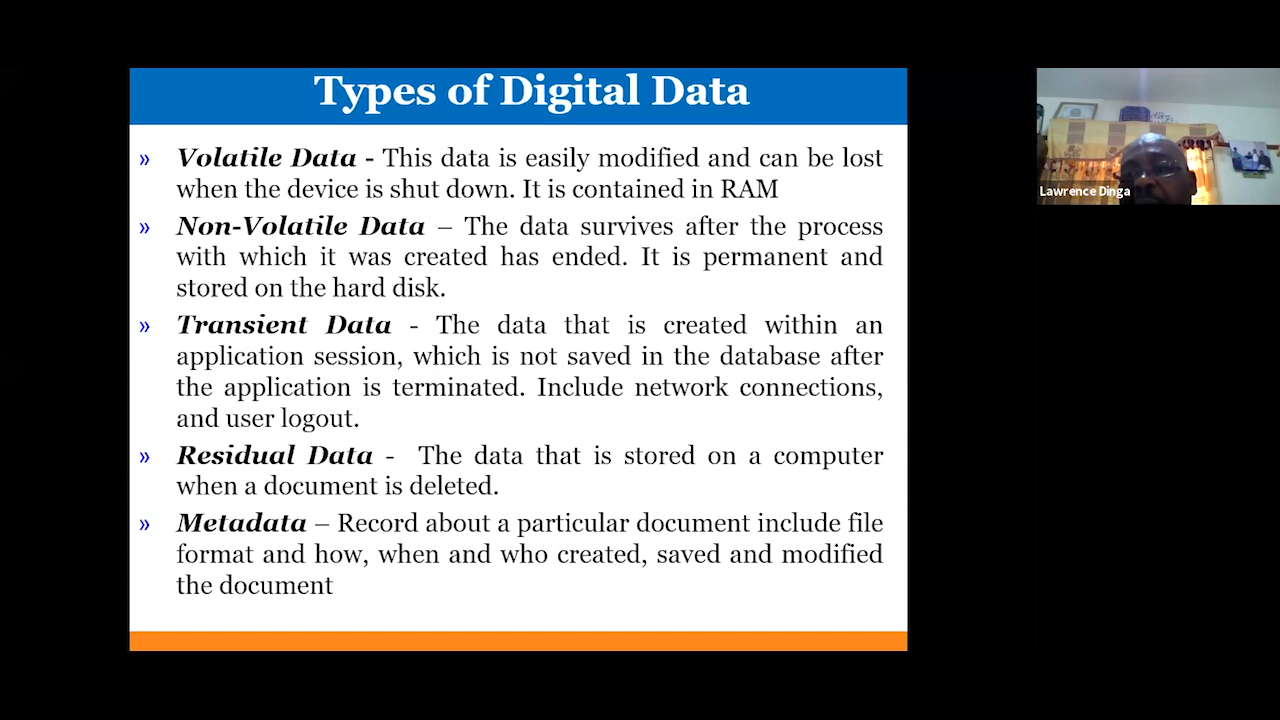 Types of Digital Data
» Volatile Data - This data is easily modified and can be lost
when the device is shut down. It is contained in RAM
» Non-Volatile Data – The data survives after the process
with which it was created has ended. It is permanent and
stored on the hard disk.
» Transient Data - The data that is created within an
application session, which is not saved in the database after
the application is terminated. Include network connections,
and user logout.
» Residual Data - The data that is stored on a computer
when a document is deleted.
» Metadata – Record about a particular document include file
format and how, when and who created, saved and modified
the document
Lawrence Dinga